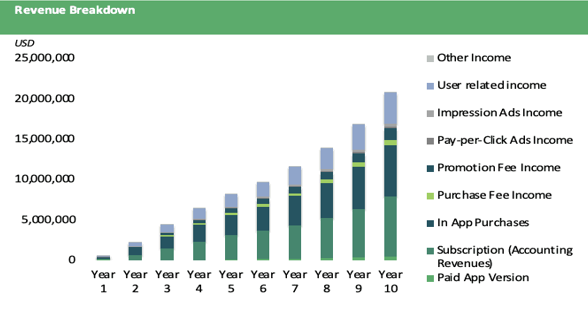 Revenue Breakdown
USD
25,000,000
20,000,000
15,000,000
10,000,000
5,000,000
0
Year 1
Year 2
Year 3
Year 4
Year 5
Year 6
Year 7
Year 8
Year 9
Year 10
Other Income
User related income
Impression Ads Income
Pay-per-Click Ads Income
Promotion Fee Income
Purchase Fee Income
In App Purchases
Subscription (Accounting
Revenues)
Paid App Version